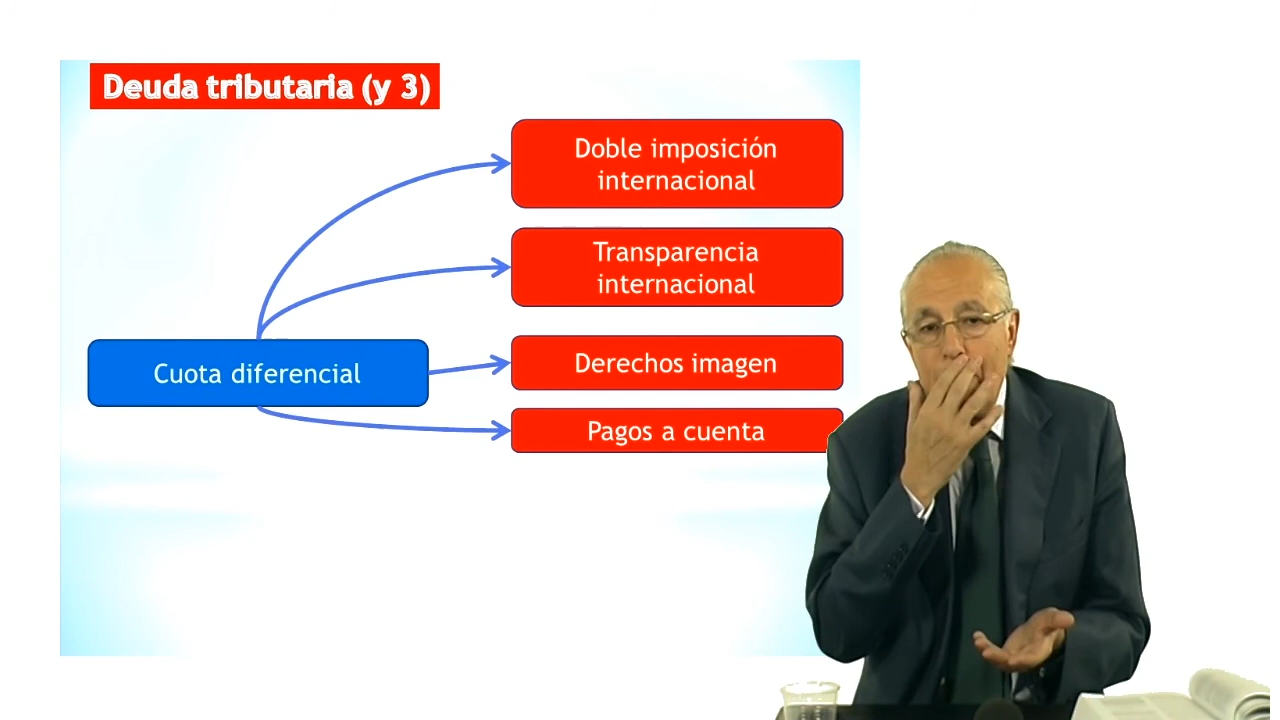 Deuda tributaria (y 3)
Doble imposición
internacional
Transparencia
internacional
Cuota diferencial
Derechos imagen
Pagos a cuenta